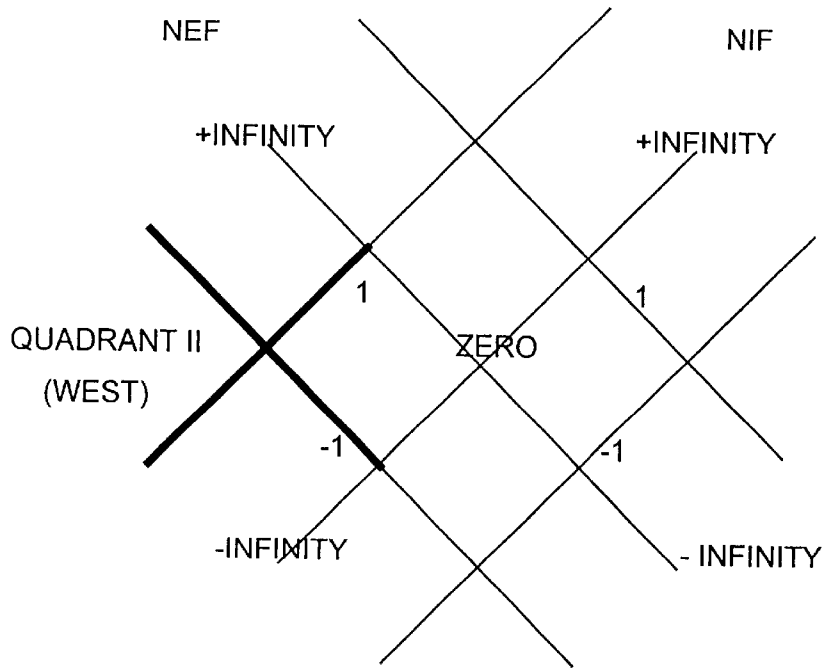 NEF
NIF
+INFINITY
+INFINITY
1
1
QUADRANT II
(WEST)
ZERO
-1
-1
-INFINITY
- INFINITY